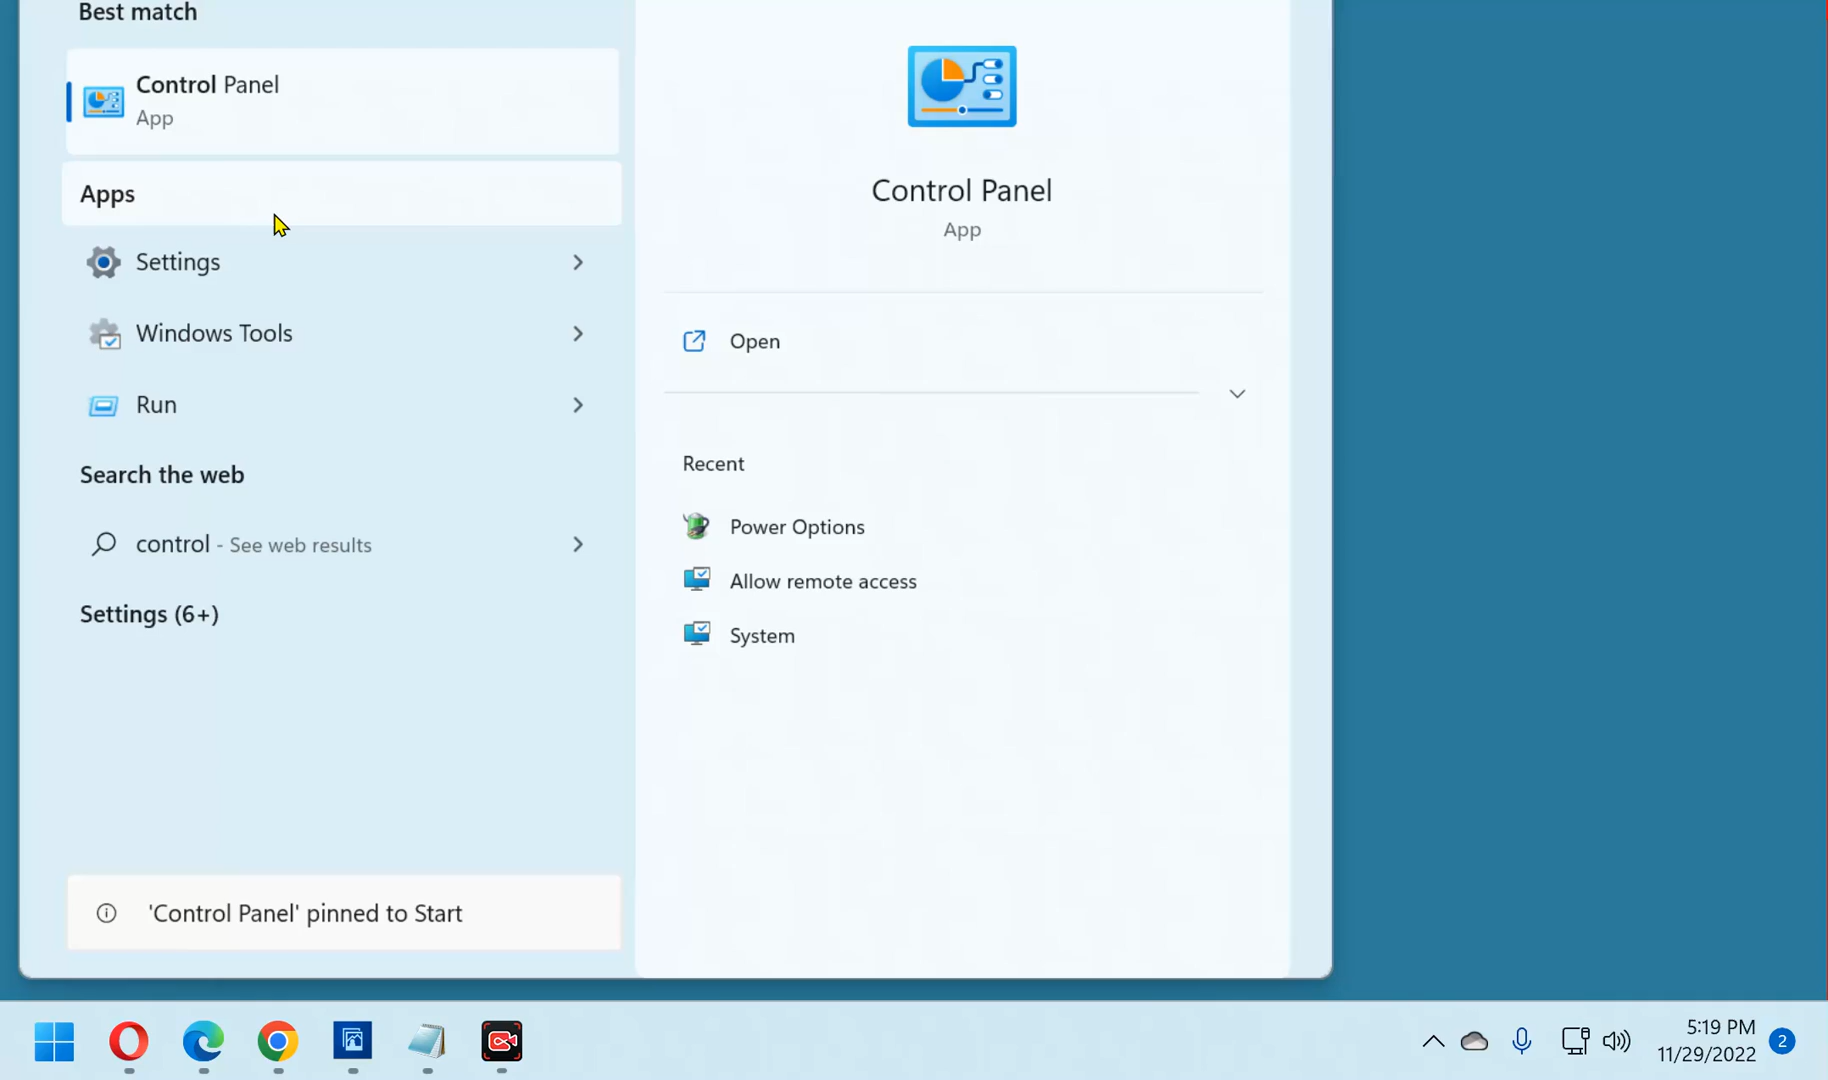 Best match
Control Panel
App
Apps
Settings
Windows Tools
Run
Search the web
control - See web results
Settings (6+)
'Control Panel' pinned to Start
Control Panel
App
Open
Recent
Power Options
Allow remote access
System
5:19 PM
11/29/2022
2